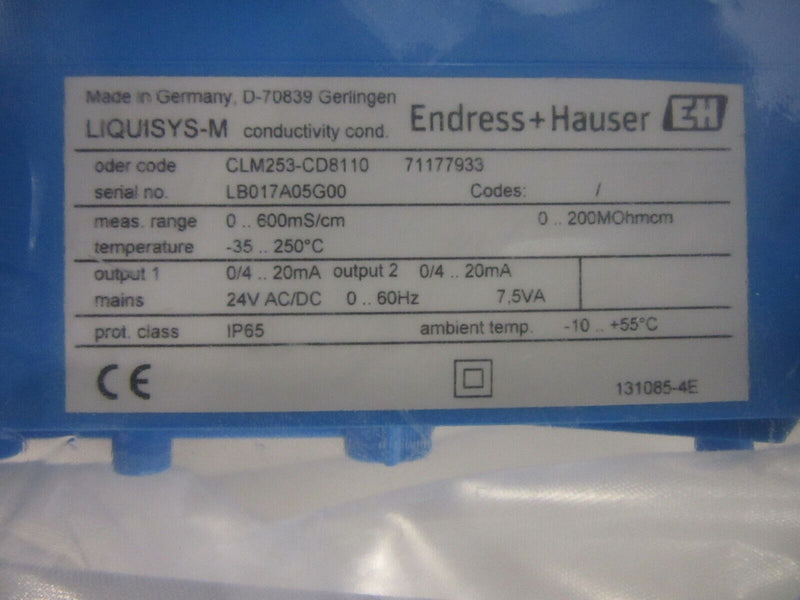 Made in Germany, D-70839 Gerlingen
LIQUISYS-M conductivity cond. Endress+Hauser EH
oder code CLM253-CD8110 71177933
serial no. LB017A05G00 Codes: /
meas. range 0 .. 600mS/cm 0 .. 200MOhmcm
temperature -35 .. 250°C
output 1 0/4 .. 20mA output 2 0/4 .. 20mA
mains 24V AC/DC 0 .. 60Hz 7,5VA
prot. class IP65 ambient temp. -10 .. +55°C
CE 131085-4E